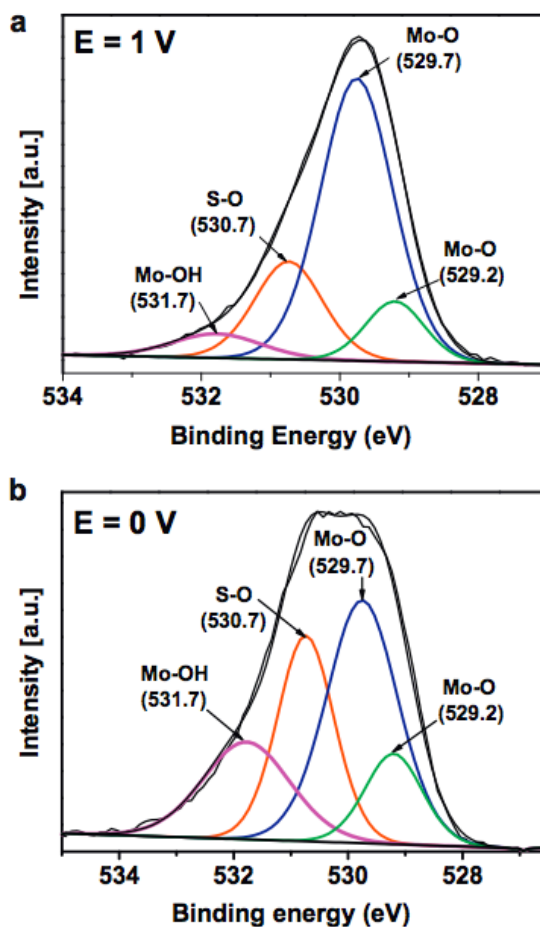 a
E = 1 V
Mo-O
(529.7)
S-O
(530.7)
Mo-OH
(531.7)
Mo-O
(529.2)
Intensity [a.u.]
534 532 530 528
Binding Energy (eV)
b
E = 0 V
Mo-O
(529.7)
S-O
(530.7)
Mo-OH
(531.7)
Mo-O
(529.2)
Intensity [a.u.]
534 532 530 528
Binding energy (eV)